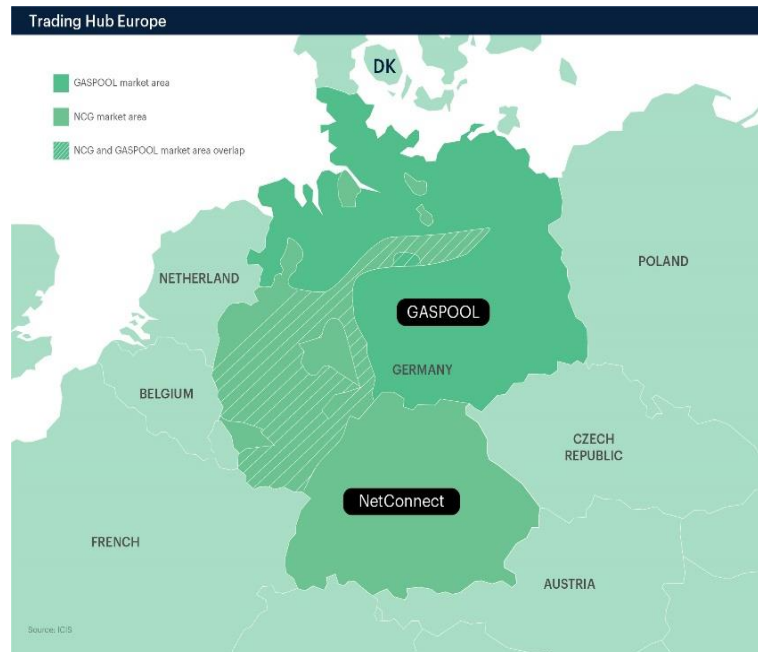 Trading Hub Europe
DK
GASPOOL market area
NCG market area
NCG and GASPOOL market area overlap
NETHERLAND
POLAND
GASPOOL
GERMANY
BELGIUM
CZECH
REPUBLIC
NetConnect
FRENCH
AUSTRIA
Source: ICIS